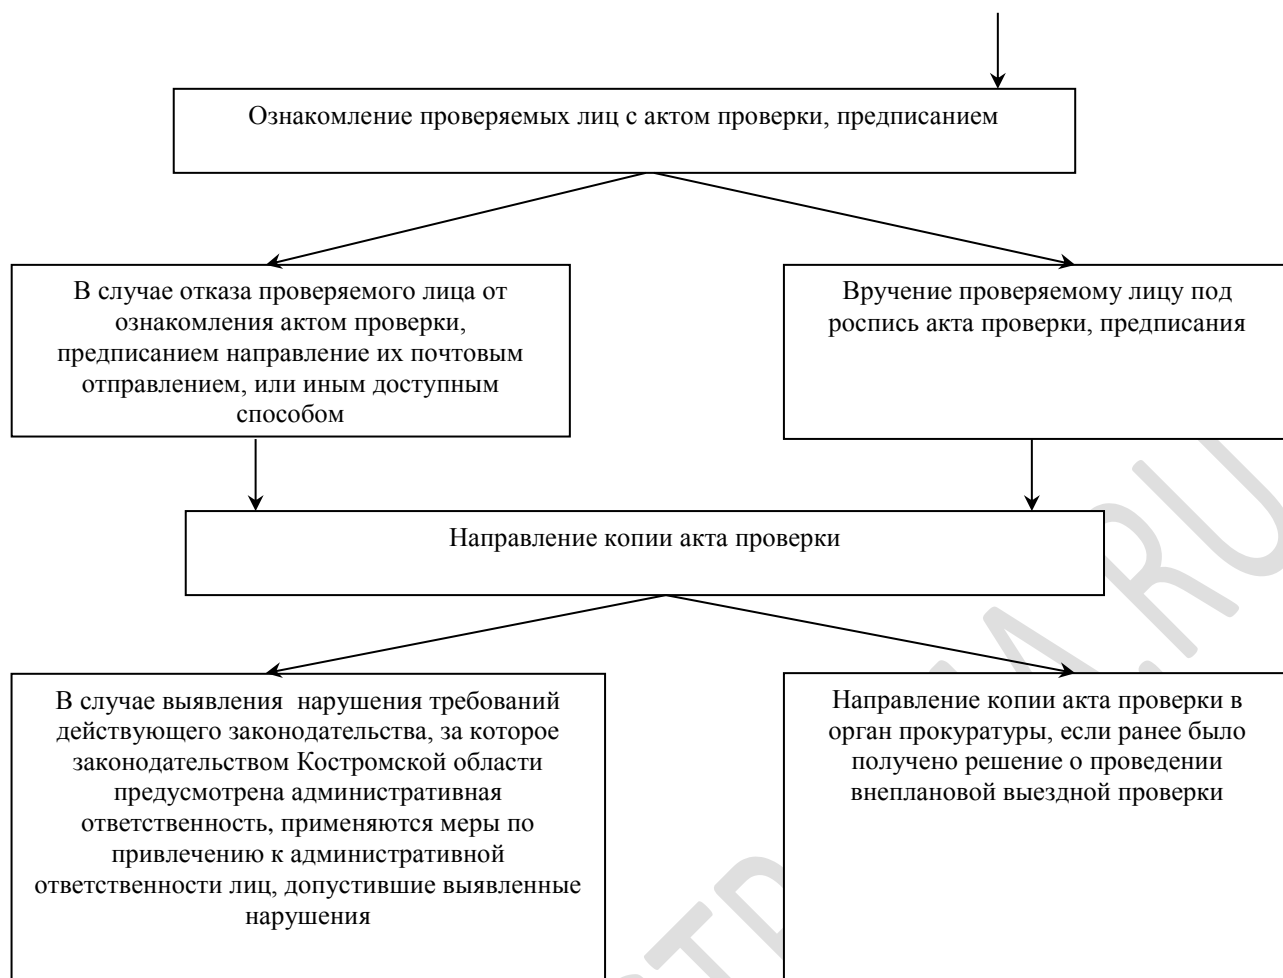 Ознакомление проверяемых лиц с актом проверки, предписанием
В случае отказа проверяемого лица от
ознакомления актом проверки,
предписанием направление их почтовым
отправлением, или иным доступным
способом
Вручение проверяемому лицу под
роспись акта проверки, предписания
Направление копии акта проверки
В случае выявления  нарушения требований
действующего законодательства, за которое
законодательством Костромской области
предусмотрена административная
ответственность, применяются меры по
привлечению к административной
ответственности лиц, допустившие выявленные
нарушения
Направление копии акта проверки в
орган прокуратуры, если ранее было
получено решение о проведении
внеплановой выездной проверки